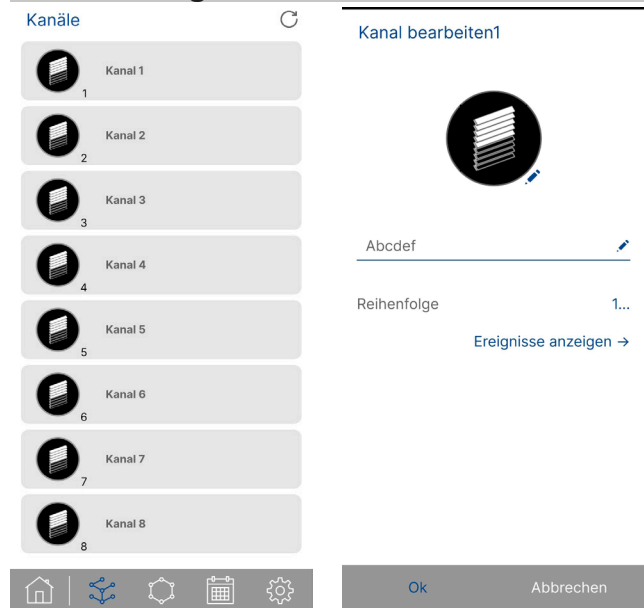 Kanäle
Kanal 1
1
Kanal 2
2
Kanal 3
3
Kanal 4
4
Kanal 5
5
Kanal 6
6
Kanal 7
7
Kanal 8
8
Kanal bearbeiten1
Abcdef
Reihenfolge 1...
Ereignisse anzeigen →
Ok Abbrechen